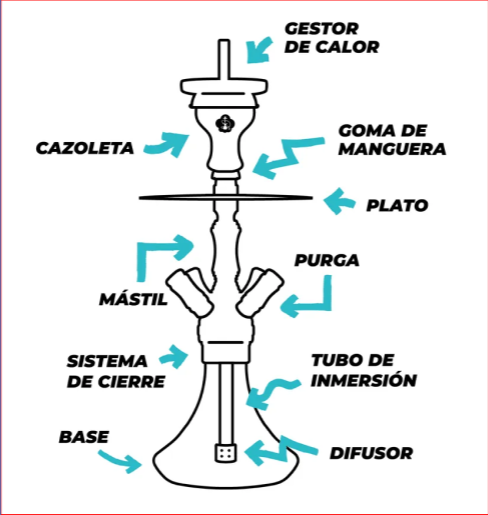 GESTOR
DE CALOR
GOMA DE
MANGUERA
CAZOLETA
PLATO
PURGA
MÁSTIL
SISTEMA
DE CIERRE
TUBO DE
INMERSIÓN
BASE
DIFUSOR